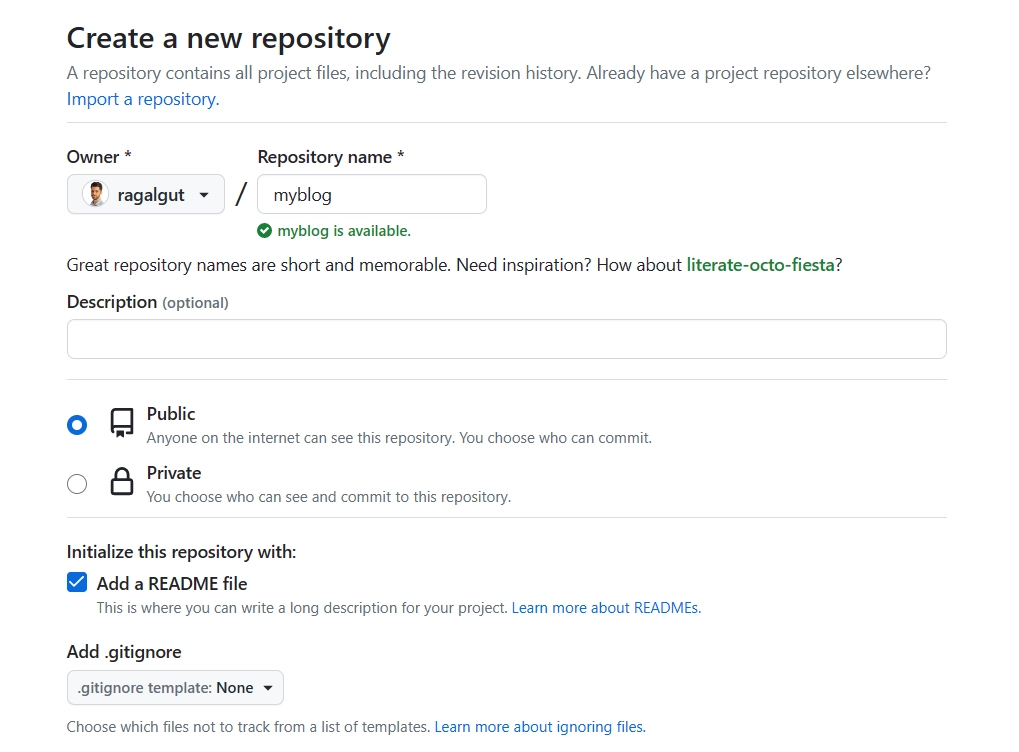 Create a new repository
A repository contains all project files, including the revision history. Already have a project repository elsewhere?
Import a repository.
Owner *
Repository name *
ragalgut
/
myblog
myblog is available.
Great repository names are short and memorable. Need inspiration? How about literate-octo-fiesta?
Description (optional)
Public
Anyone on the internet can see this repository. You choose who can commit.
Private
You choose who can see and commit to this repository.
Initialize this repository with:
Add a README file
This is where you can write a long description for your project. Learn more about READMEs.
Add .gitignore
.gitignore template: None
Choose which files not to track from a list of templates. Learn more about ignoring files.